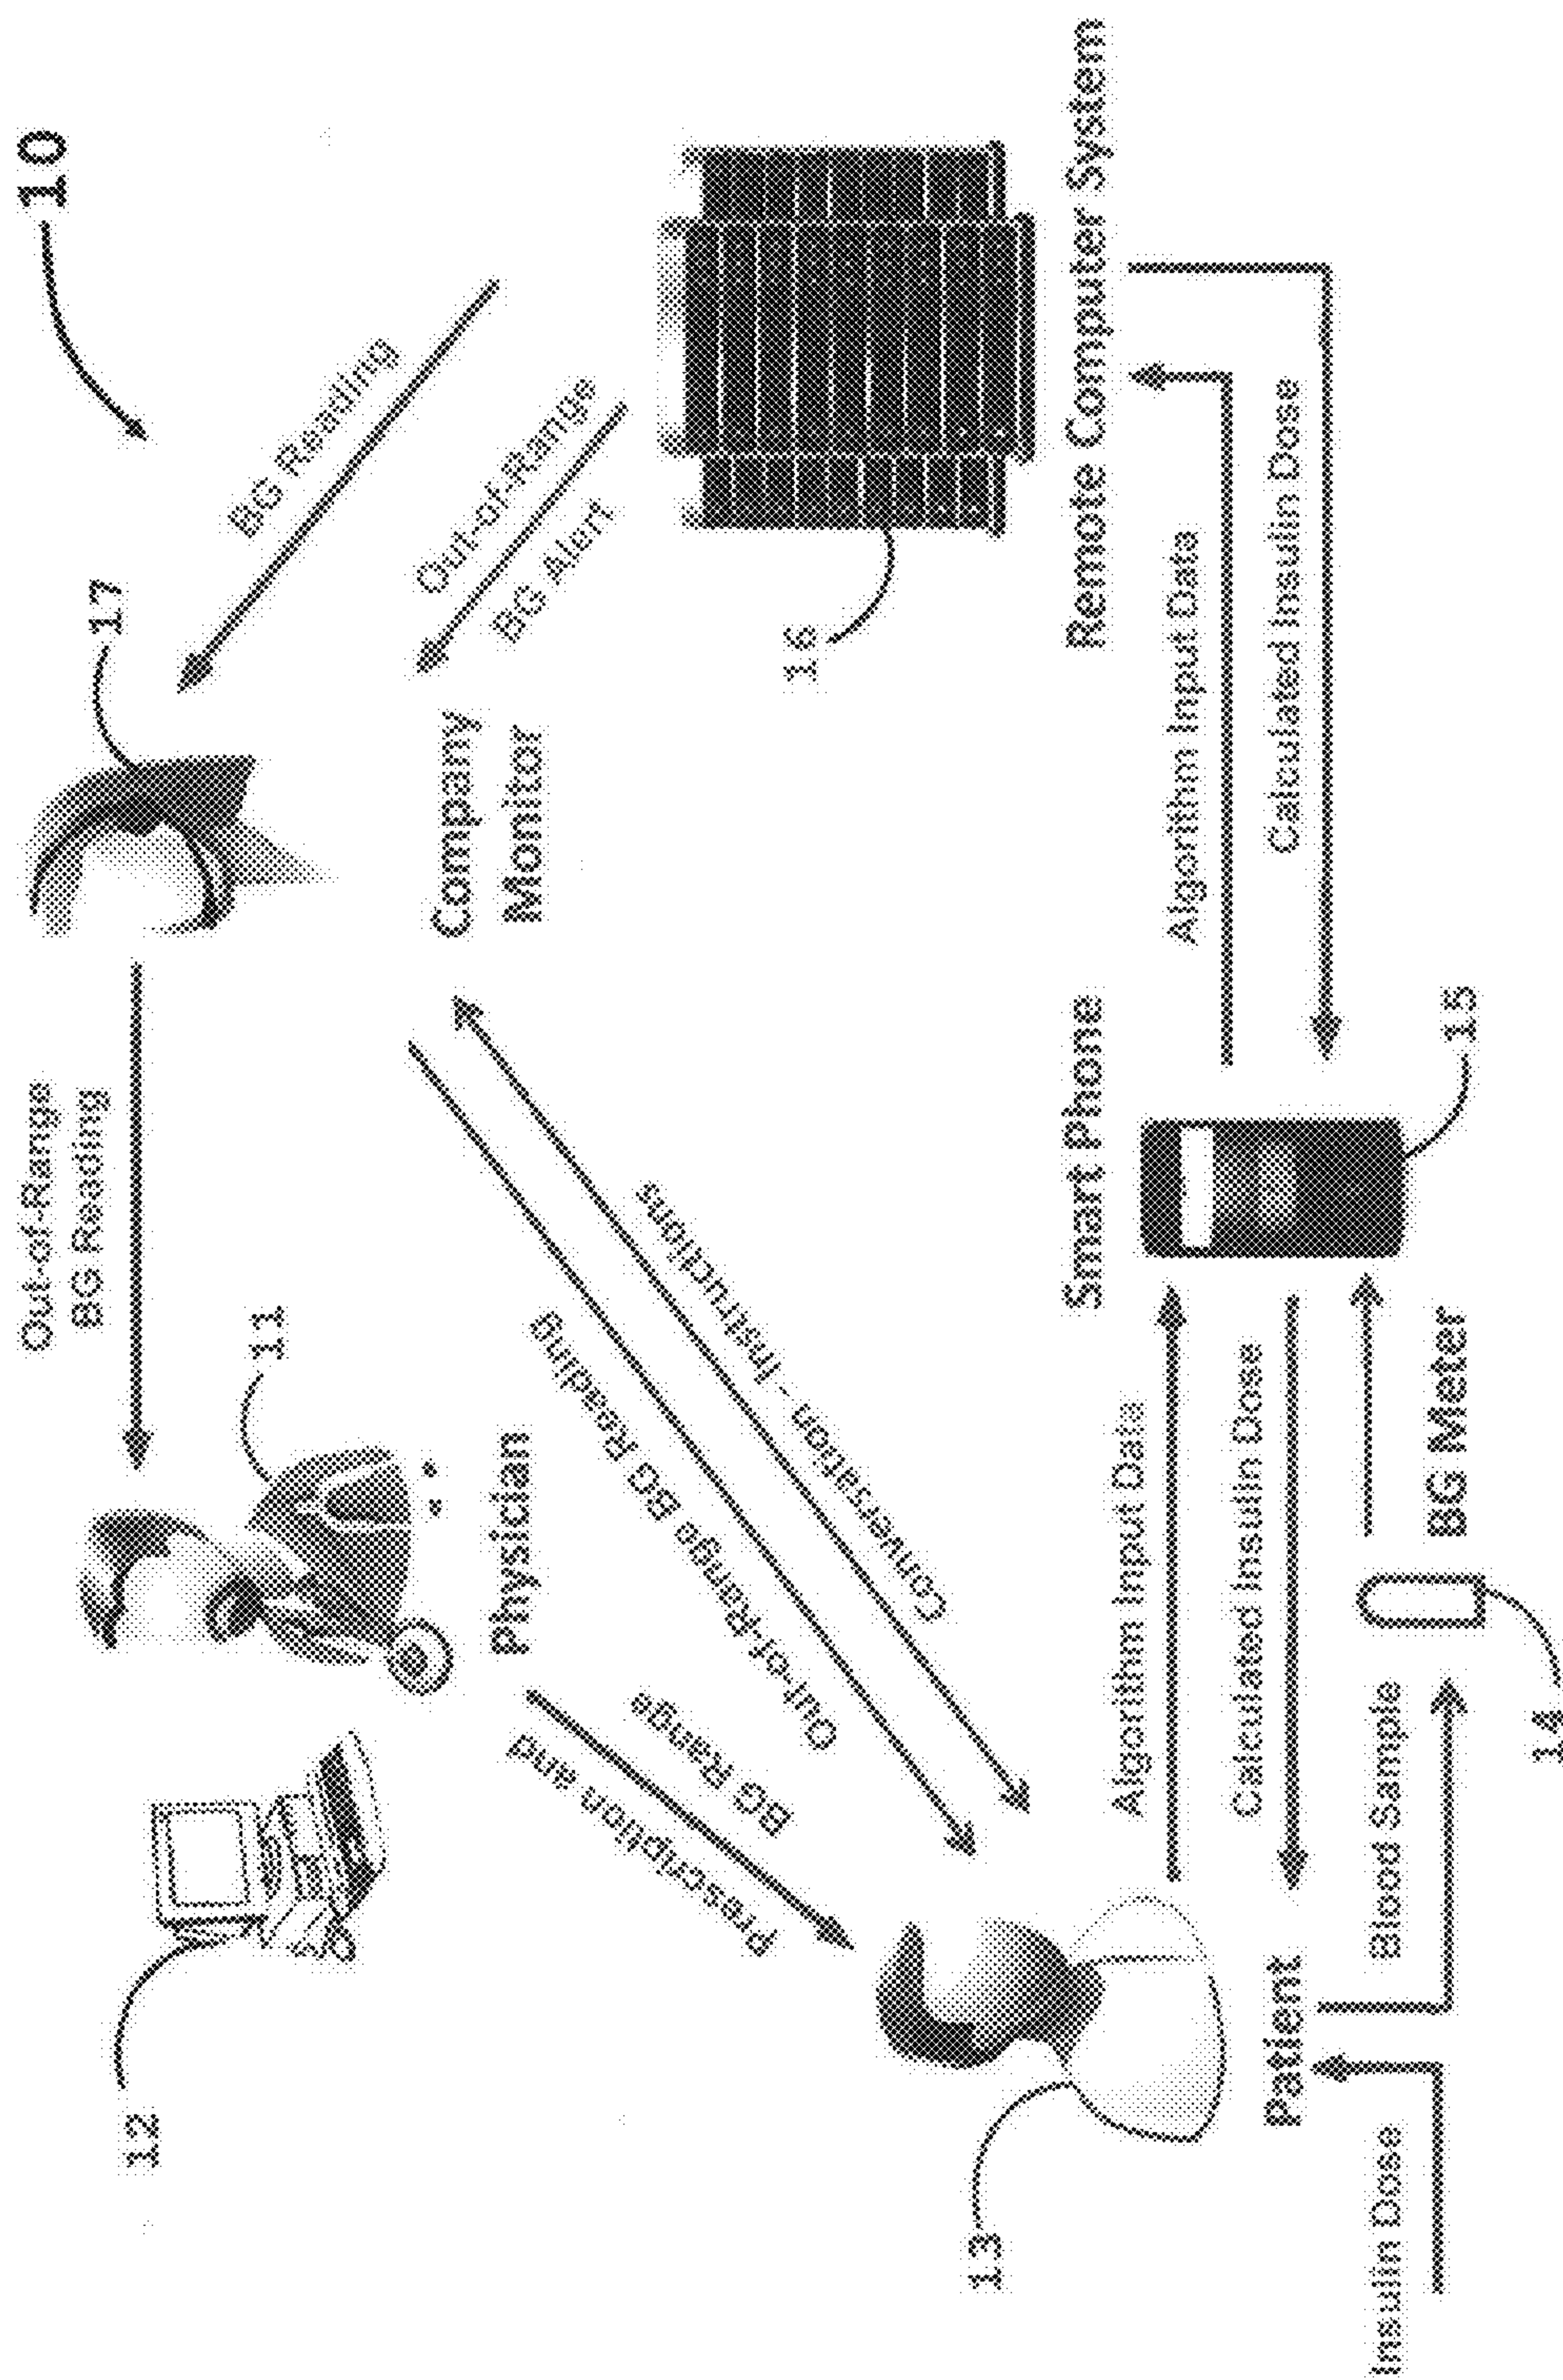 10
Out-of-Range
BG Reading
17
BG Reading
12
11
Out-of-Range
BG Alert
Physician
Company
Monitor
Prescription and
BG Range
Out-of-Range BG Reading
Conversation - Instructions
16
13
Smart Phone
Remote Computer System
Algorithm Input Data
Algorithm Input Data
Calculated Insulin Dose
Calculated Insulin Dose
Patient
Insulin Dose
Blood Sample
BG Meter
15
14